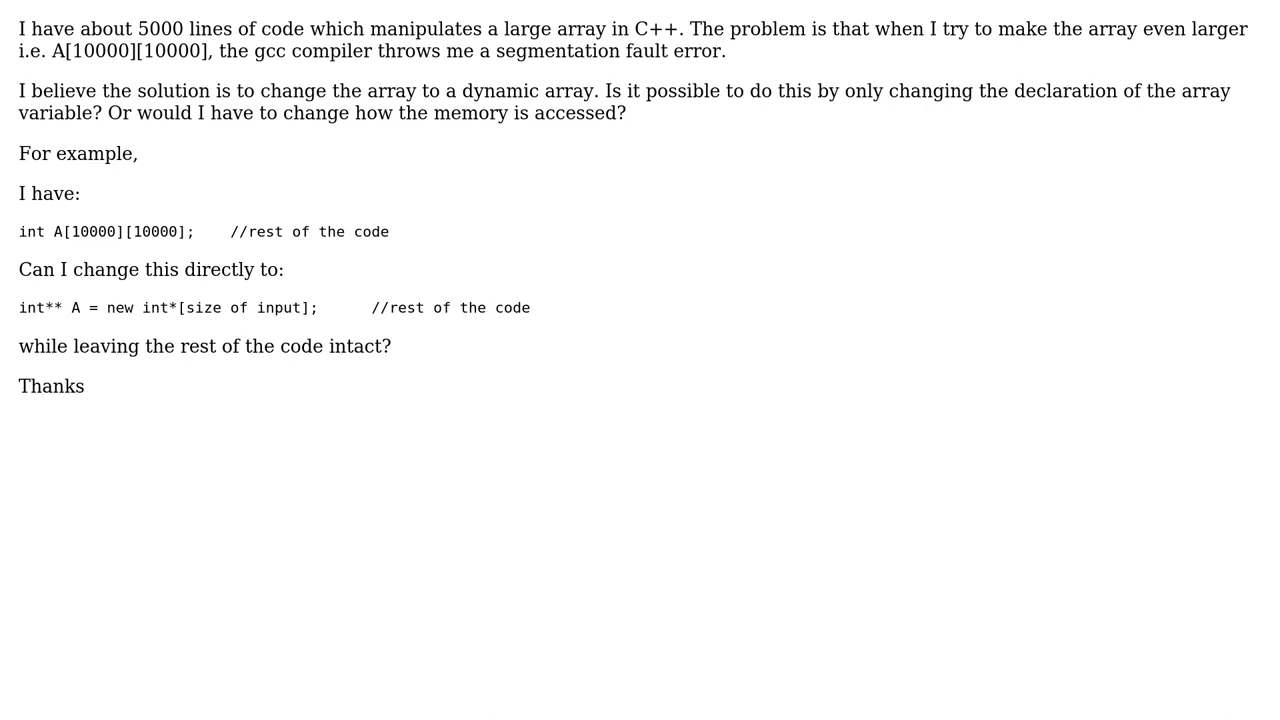 I have about 5000 lines of code which manipulates a large array in C++. The problem is that when I try to make the array even larger
i.e. A[10000][10000], the gcc compiler throws me a segmentation fault error.
I believe the solution is to change the array to a dynamic array. Is it possible to do this by only changing the declaration of the array
variable? Or would I have to change how the memory is accessed?
For example,
I have:
int A[10000][10000];    //rest of the code
Can I change this directly to:
int** A = new int*[size of input];      //rest of the code
while leaving the rest of the code intact?
Thanks